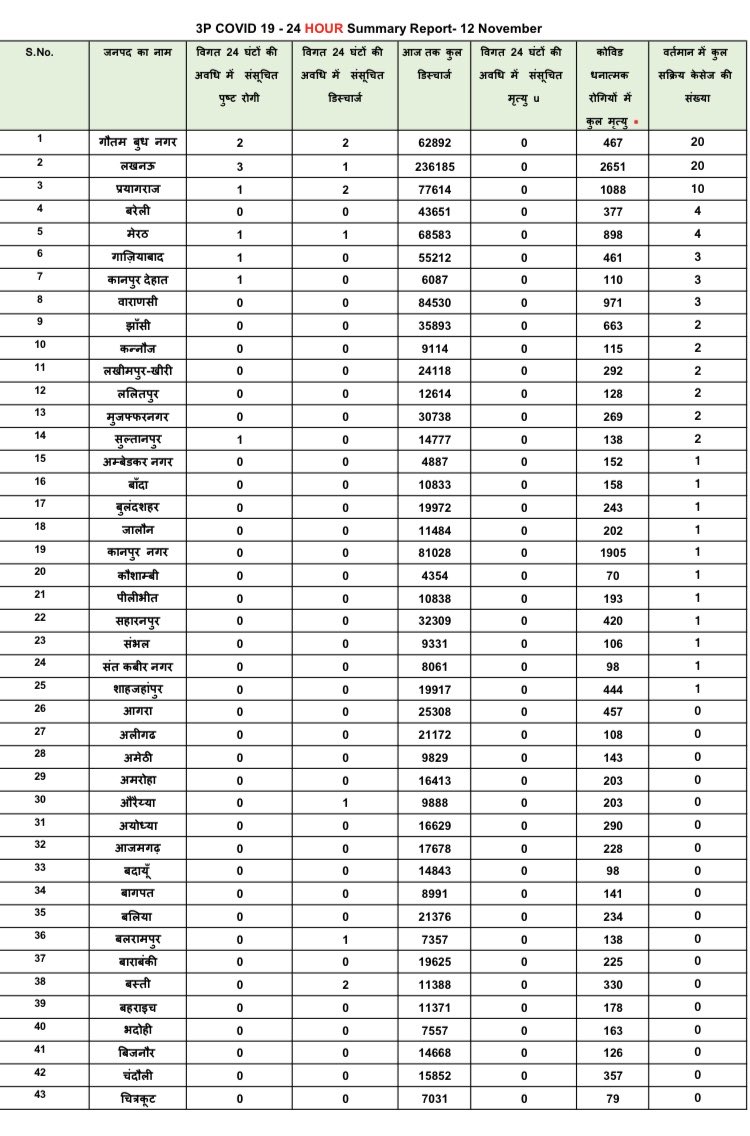 3P COVID 19 - 24 HOUR Summary Report- 12 November
S.No. जनपद का नाम विगत 24 घंटों की अवधि में संसूचित पुष्ट रोगी विगत 24 घंटों की अवधि में संसूचित डिस्चार्ज आज तक कुल डिस्चार्ज विगत 24 घंटों की अवधि में संसूचित मृत्यु u कोविड धनात्मक रोगियों में कुल मृत्यु वर्तमान में कुल सक्रिय केसेज की संख्या
1 गौतम बुध नगर 2 2 62892 0 467 20
2 लखनऊ 3 1 236185 0 2651 20
3 प्रयागराज 1 2 77614 0 1088 10
4 बरेली 0 0 43651 0 377 4
5 मेरठ 1 1 68583 0 898 4
6 गाज़ियाबाद 1 0 55212 0 461 3
7 कानपुर देहात 1 0 6087 0 110 3
8 वाराणसी 0 0 84530 0 971 3
9 झाँसी 0 0 35893 0 663 2
10 कन्नौज 0 0 9114 0 115 2
11 लखीमपुर-खीरी 0 0 24118 0 292 2
12 ललितपुर 0 0 12614 0 128 2
13 मुजफ्फरनगर 0 0 30738 0 269 2
14 सुल्तानपुर 1 0 14777 0 138 2
15 अम्बेडकर नगर 0 0 4887 0 152 1
16 बाँदा 0 0 10833 0 158 1
17 बुलंदशहर 0 0 19972 0 243 1
18 जालौन 0 0 11484 0 202 1
19 कानपुर नगर 0 0 81028 0 1905 1
20 कौशाम्बी 0 0 4354 0 70 1
21 पीलीभीत 0 0 10838 0 193 1
22 सहारनपुर 0 0 32309 0 420 1
23 संभल 0 0 9331 0 106 1
24 संत कबीर नगर 0 0 8061 0 98 1
25 शाहजहांपुर 0 0 19917 0 444 1
26 आगरा 0 0 25308 0 457 0
27 अलीगढ 0 0 21172 0 108 0
28 अमेठी 0 0 9829 0 143 0
29 अमरोहा 0 0 16413 0 203 0
30 औरैय्या 0 1 9888 0 203 0
31 अयोध्या 0 0 16629 0 290 0
32 आजमगढ़ 0 0 17678 0 228 0
33 बदायूँ 0 0 14843 0 98 0
34 बागपत 0 0 8991 0 141 0
35 बलिया 0 0 21376 0 234 0
36 बलरामपुर 0 1 7357 0 138 0
37 बाराबंकी 0 0 19625 0 225 0
38 बस्ती 0 2 11388 0 330 0
39 बहराइच 0 0 11371 0 178 0
40 भदोही 0 0 7557 0 163 0
41 बिजनौर 0 0 14668 0 126 0
42 चंदौली 0 0 15852 0 357 0
43 चित्रकूट 0 0 7031 0 79 0